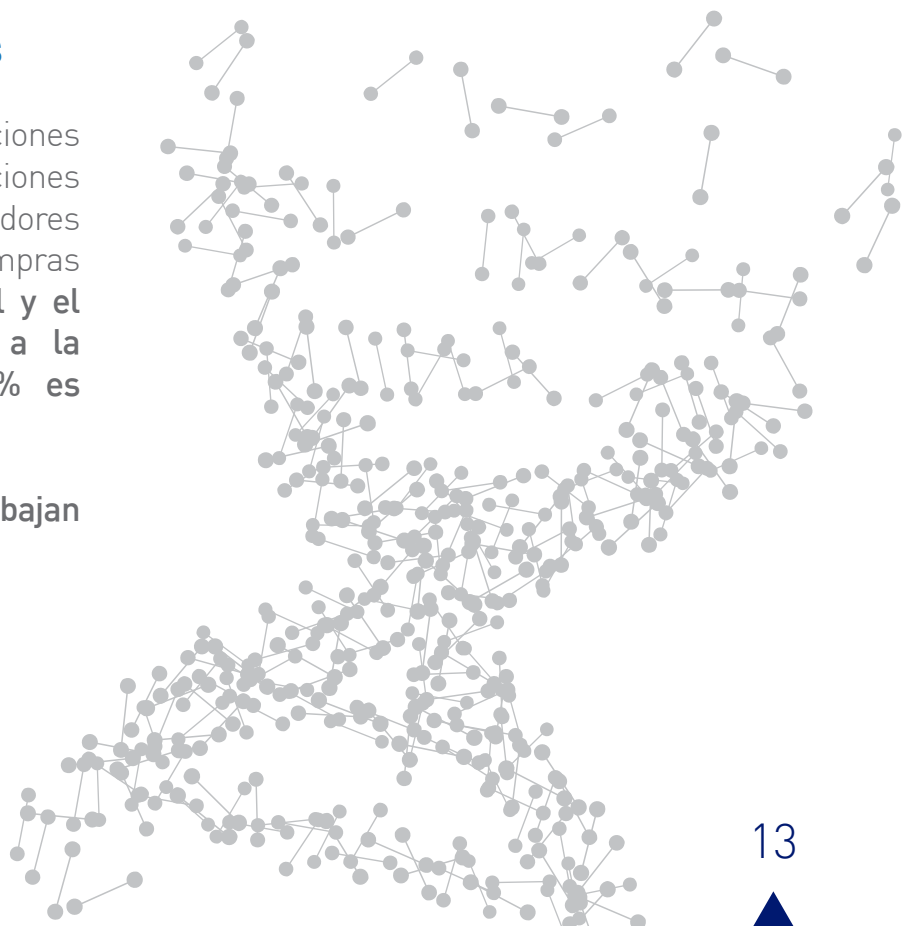 s
ciones
ciones
dores
mpras
l y el
a la
% es
bajan
13